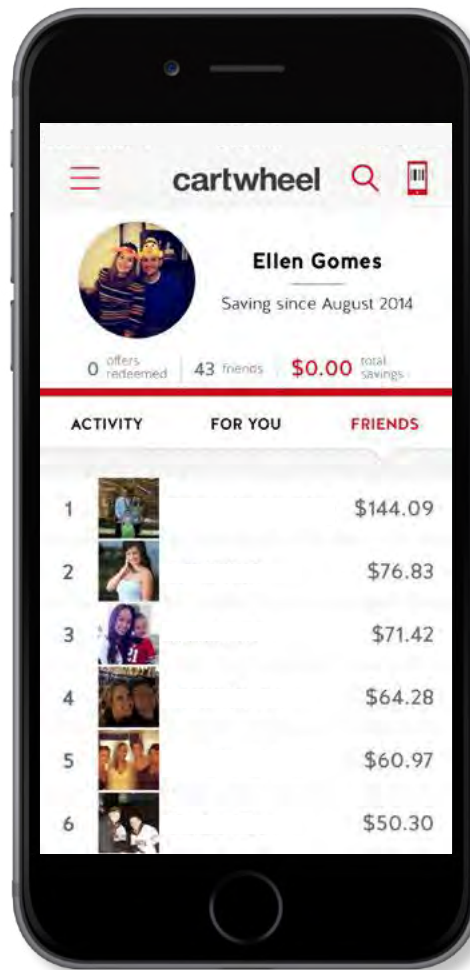 cartwheel
Ellen Gomes
Saving since August 2014
0 offers redeemed 43 friends $0.00 total savings
ACTIVITY FOR YOU FRIENDS
1 $144.09
2 $76.83
3 $71.42
4 $64.28
5 $60.97
6 $50.30